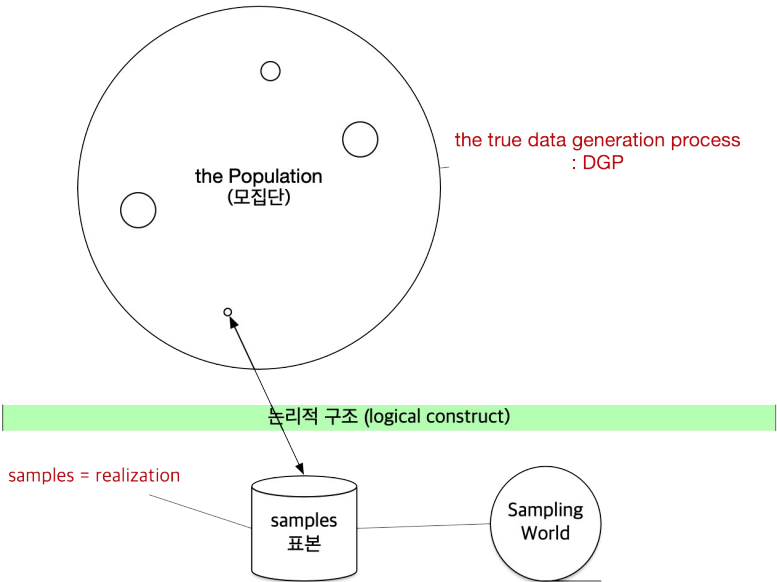 the true data generation process
: DGP
the Population
(모집단)
논리적 구조 (logical construct)
samples = realization
samples
표본
Sampling
World